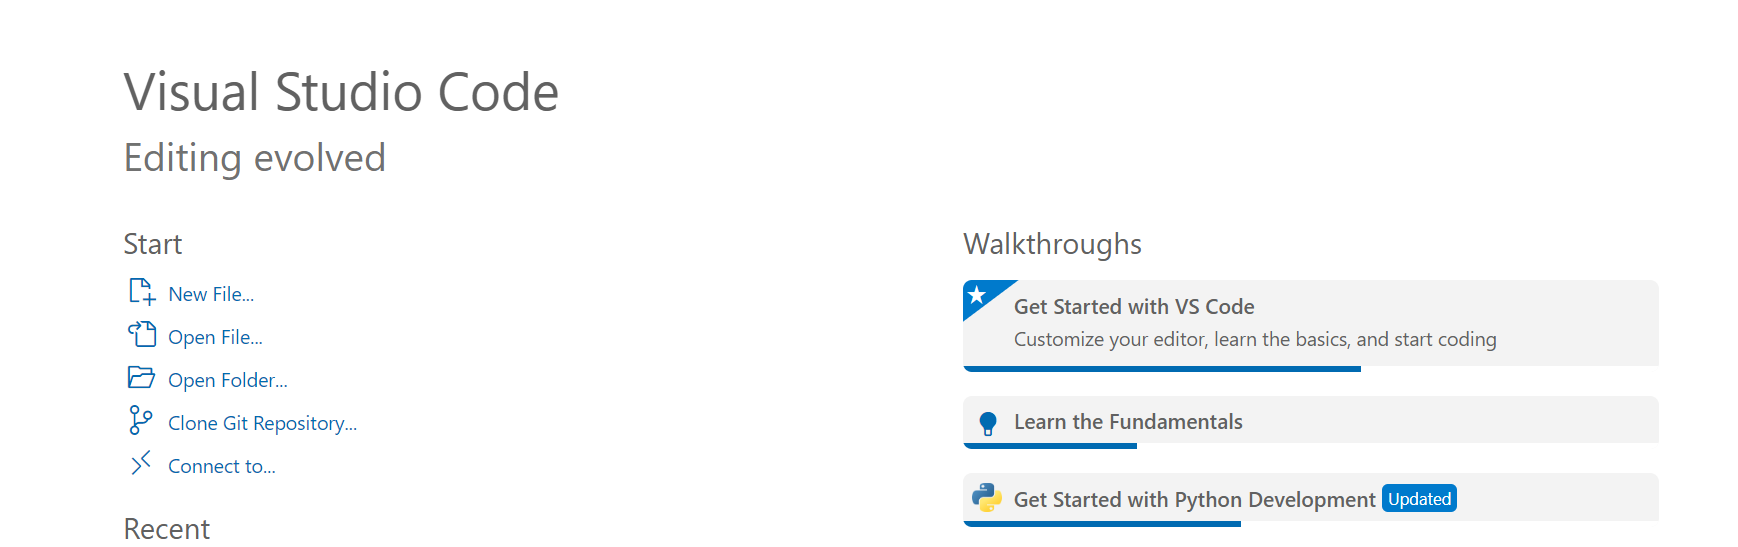 Visual Studio Code
Editing evolved
Start
New File...
Open File...
Open Folder...
Clone Git Repository...
Connect to...
Recent
Walkthroughs
Get Started with VS Code
Customize your editor, learn the basics, and start coding
Learn the Fundamentals
Get Started with Python Development Updated